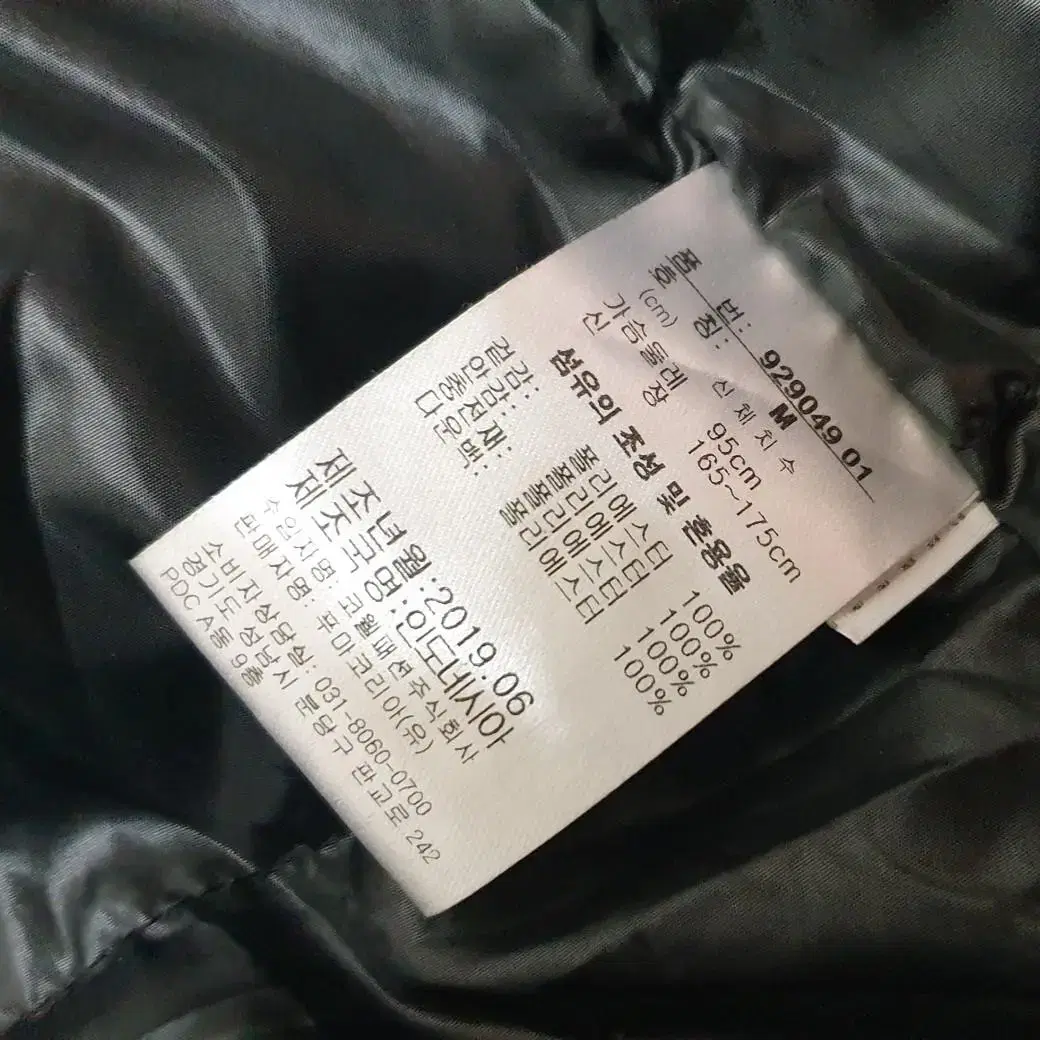 품 번: 929049 01
호 칭: M
(cm) 신체치수
가슴둘레 95cm
신 장 165~175cm
섬유의 조성 및 혼용율
겉감: 폴리에스터 100%
안감: 폴리에스터 100%
충전재: 폴리에스터 100%
다운백: 폴리에스터 100%
제조년월:2019.06
제조국명:인도네시아
수입자명: 코웰패션주식회사
판매자명: 푸마코리아(유)
소비자상담실: 031-8060-0700
경기도 성남시 분당구 판교로 242
PDC A동 9층